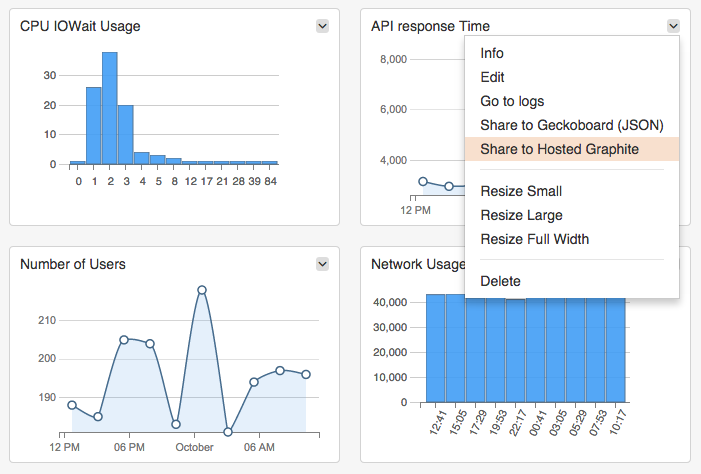 CPU IOWait Usage
30
20
10
0
0 1 2 3 4 5 8 12 17 21 28 39 84
API response Time
8,000
6,000
4,000
12 PM
Info
Edit
Go to logs
Share to Geckoboard (JSON)
Share to Hosted Graphite
Resize Small
Resize Large
Resize Full Width
Delete
Number of Users
210
200
190
12 PM 06 PM October 06 AM
Network Usage
40,000
30,000
20,000
10,000
0
12:41 15:05 17:29 19:53 22:17 00:41 03:05 05:29 07:53 10:17